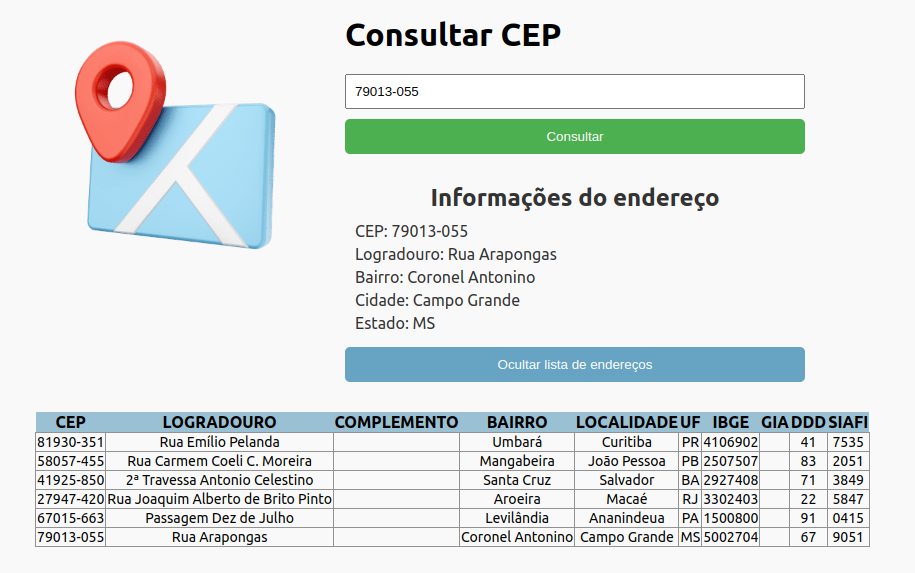 Consultar CEP
79013-055
Consultar
Informações do endereço
CEP: 79013-055
Logradouro: Rua Arapongas
Bairro: Coronel Antonino
Cidade: Campo Grande
Estado: MS
Ocultar lista de endereços
CEP LOGRADOURO COMPLEMENTO BAIRRO LOCALIDADE UF IBGE GIA DDD SIAFI
81930-351 Rua Emílio Pelanda Umbará Curitiba PR 4106902 41 7535
58057-455 Rua Carmem Coeli C. Moreira Mangabeira João Pessoa PB 2507507 83 2051
41925-850 2ª Travessa Antonio Celestino Santa Cruz Salvador BA 2927408 71 3849
27947-420 Rua Joaquim Alberto de Brito Pinto Aroeira Macaé RJ 3302403 22 5847
67015-663 Passagem Dez de Julho Levilândia Ananindeua PA 1500800 91 0415
79013-055 Rua Arapongas Coronel Antonino Campo Grande MS 5002704 67 9051